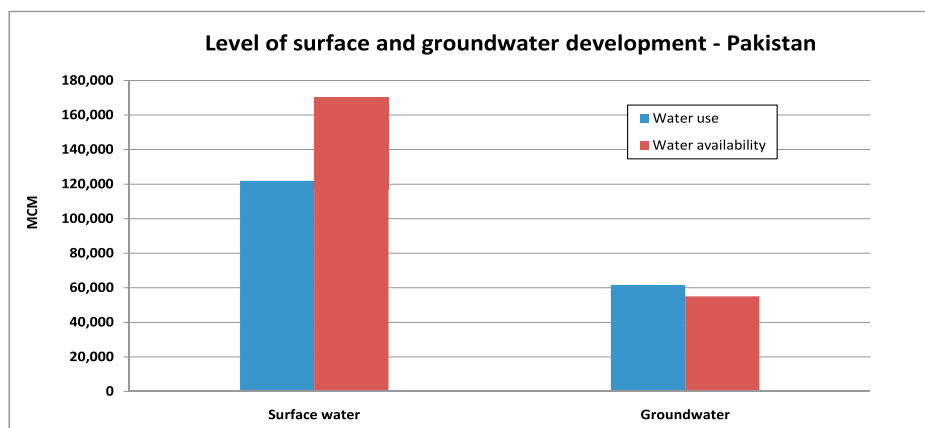 Level of surface and groundwater development - Pakistan
180,000
160,000
140,000
120,000
100,000
80,000
60,000
40,000
20,000
0
MCM
Water use
Water availability
Surface water
Groundwater